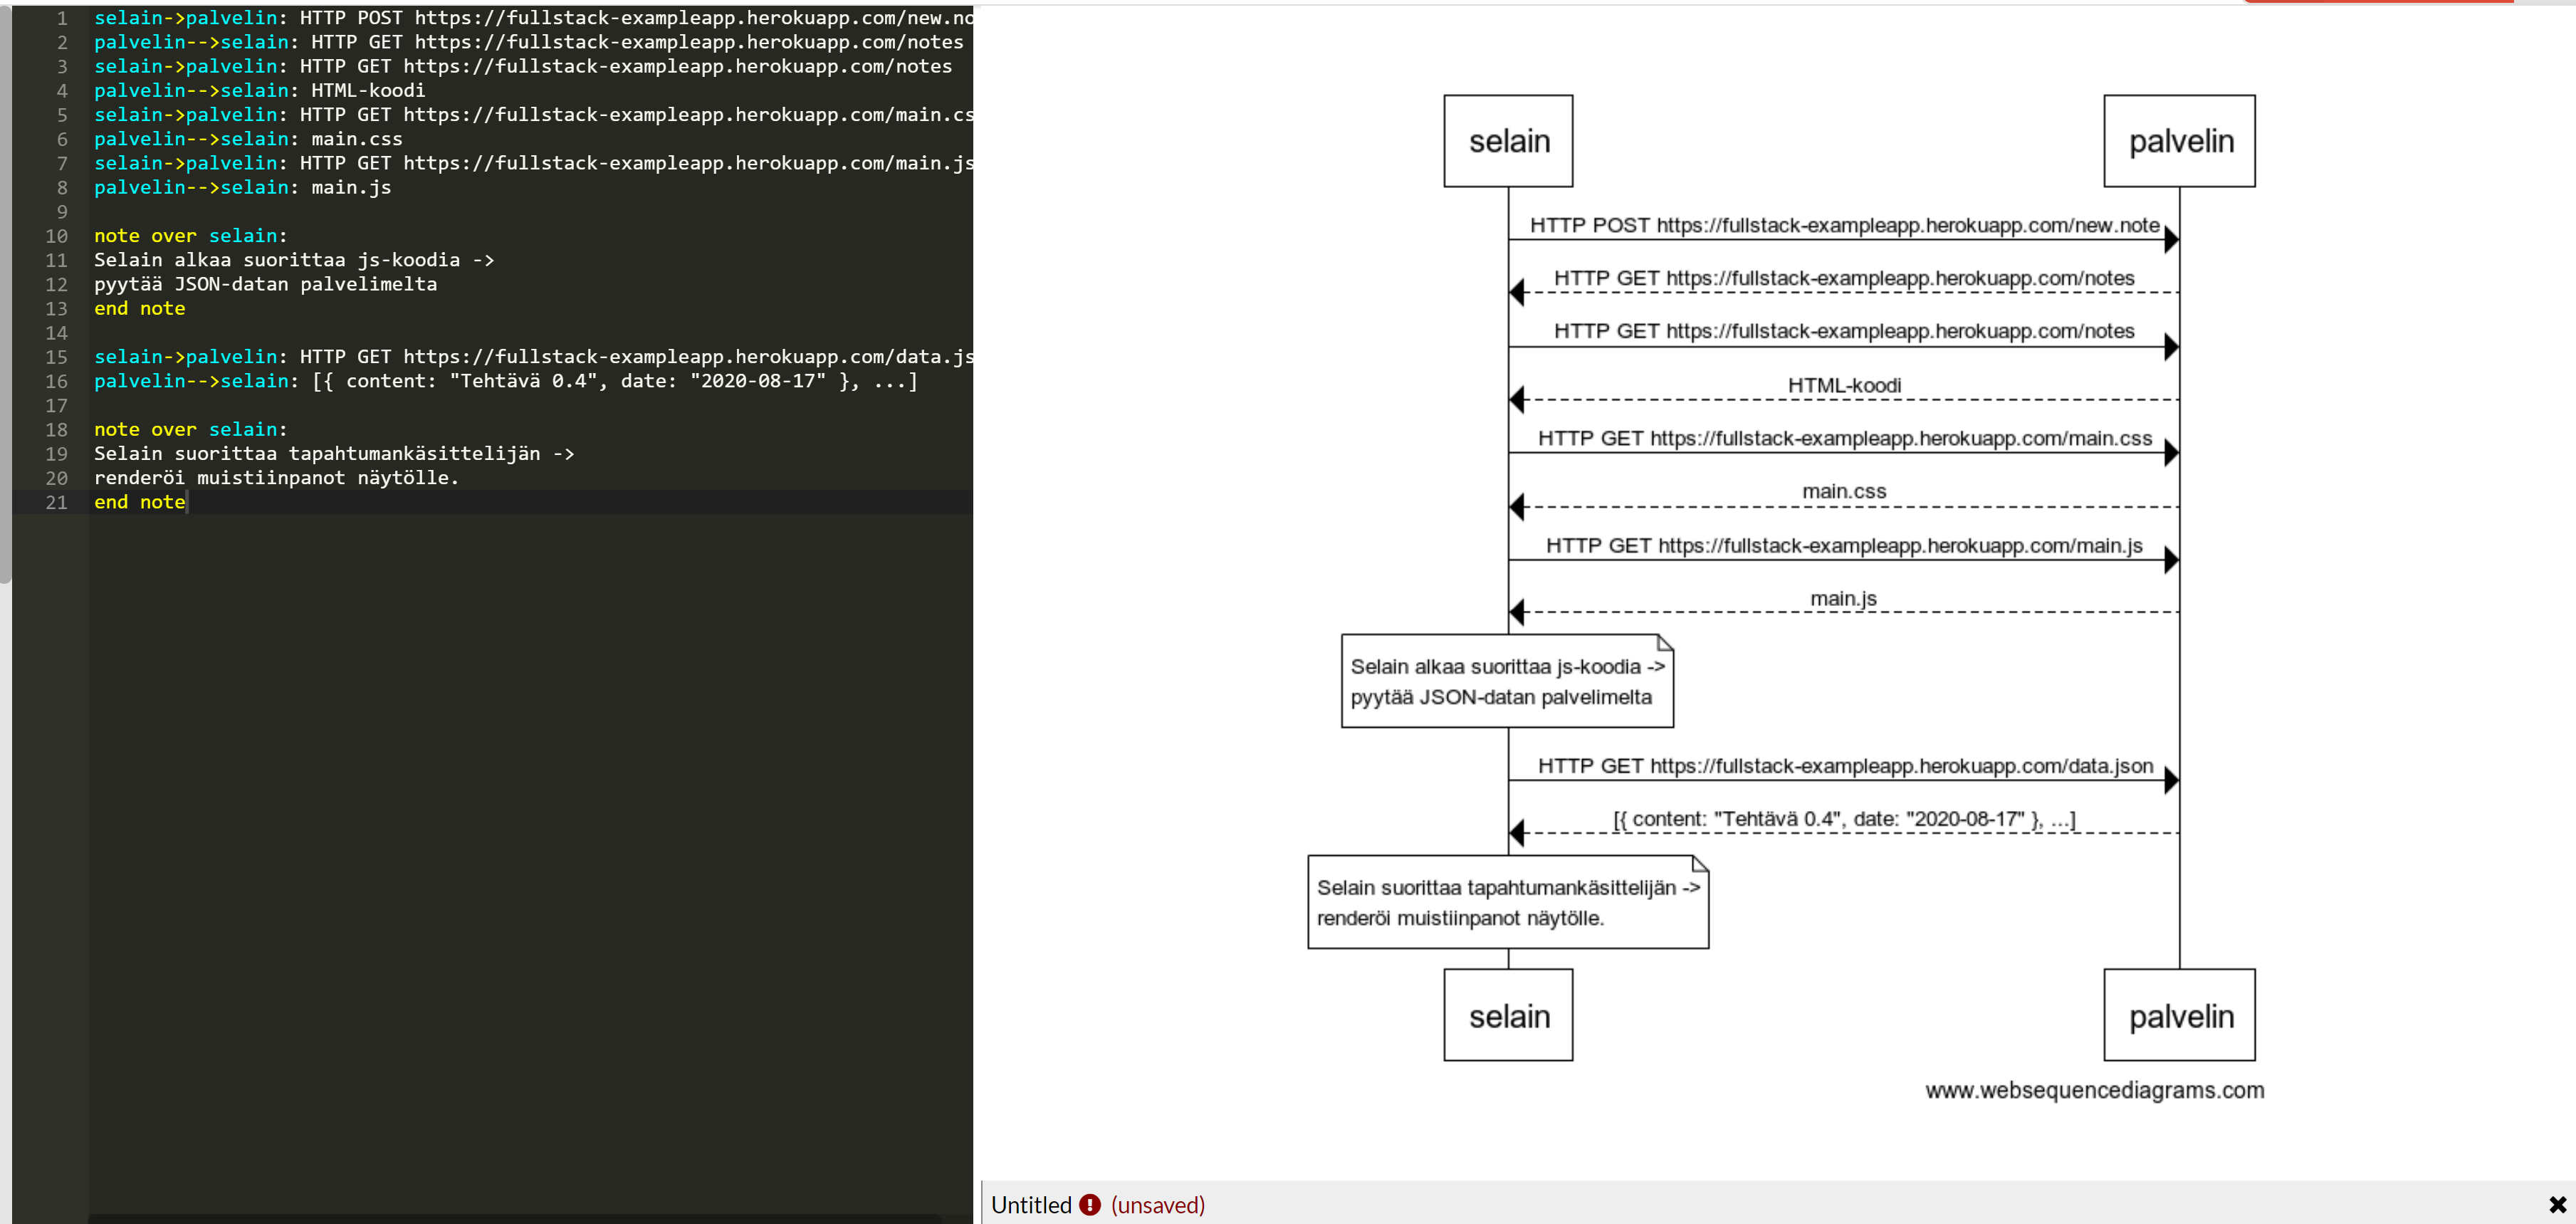 1 selain->palvelin: HTTP POST https://fullstack-exampleapp.herokuapp.com/new.no
2 palvelin-->selain: HTTP GET https://fullstack-exampleapp.herokuapp.com/notes
3 selain->palvelin: HTTP GET https://fullstack-exampleapp.herokuapp.com/notes
4 palvelin-->selain: HTML-koodi
5 selain->palvelin: HTTP GET https://fullstack-exampleapp.herokuapp.com/main.cs
6 palvelin-->selain: main.css
7 selain->palvelin: HTTP GET https://fullstack-exampleapp.herokuapp.com/main.js
8 palvelin-->selain: main.js
9
10 note over selain:
11 Selain alkaa suorittaa js-koodia ->
12 pyytää JSON-datan palvelimelta
13 end note
14
15 selain->palvelin: HTTP GET https://fullstack-exampleapp.herokuapp.com/data.js
16 palvelin-->selain: [{ content: "Tehtävä 0.4", date: "2020-08-17" }, ...]
17
18 note over selain:
19 Selain suorittaa tapahtumankäsittelijän ->
20 renderöi muistiinpanot näytölle.
21 end note
selain palvelin
HTTP POST https://fullstack-exampleapp.herokuapp.com/new.note
HTTP GET https://fullstack-exampleapp.herokuapp.com/notes
HTTP GET https://fullstack-exampleapp.herokuapp.com/notes
HTML-koodi
HTTP GET https://fullstack-exampleapp.herokuapp.com/main.css
main.css
HTTP GET https://fullstack-exampleapp.herokuapp.com/main.js
main.js
Selain alkaa suorittaa js-koodia ->
pyytää JSON-datan palvelimelta
HTTP GET https://fullstack-exampleapp.herokuapp.com/data.json
[{ content: "Tehtävä 0.4", date: "2020-08-17" }, ...]
Selain suorittaa tapahtumankäsittelijän ->
renderöi muistiinpanot näytölle.
selain palvelin
www.websequencediagrams.com
Untitled (unsaved)